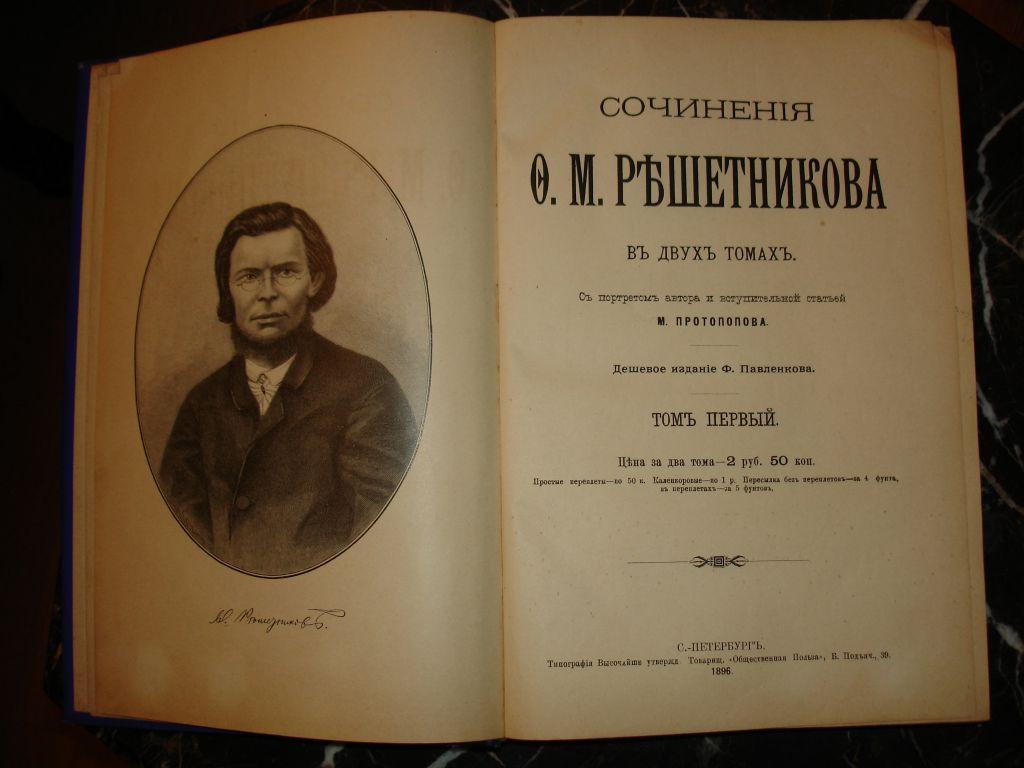 Ѳ. Рѣшетниковъ.
СОЧИНЕНІЯ
Ѳ. М. РѢШЕТНИКОВА
ВЪ ДВУХЪ ТОМАХЪ.
Съ портретомъ автора и вступительной статьей
М. ПРОТОПОПОВА.
Дешевое изданіе Ф. Павленкова.
ТОМЪ ПЕРВЫЙ.
Цѣна за два тома—2 руб. 50 коп.
Простые переплеты—по 50 к. Каленкоровые—по 1 р. Пересылка безъ переплетовъ—за 4 фунта,
въ переплетахъ—за 5 фунтовъ.
С.-ПЕТЕРБУРГЪ.
Типографія Высочайше утвержд. Товарищ. «Общественная Польза», Б. Подъяч., 39.
1896.